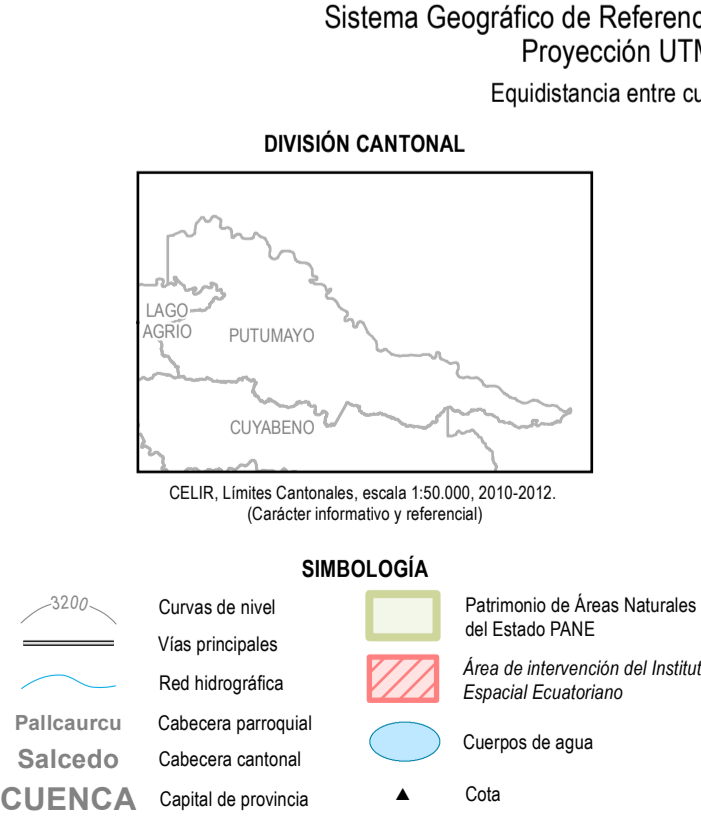 Sistema Geográfico de Referenc
Proyección UTM
Equidistancia entre cu
DIVISIÓN CANTONAL
LAGO
AGRIO
PUTUMAYO
CUYABENO
CELIR, Límites Cantonales, escala 1:50.000, 2010-2012.
(Carácter informativo y referencial)
SIMBOLOGÍA
3200
Curvas de nivel
Vías principales
Red hidrográfica
Pallcaurcu
Cabecera parroquial
Salcedo
Cabecera cantonal
CUENCA
Capital de provincia
Patrimonio de Áreas Naturales
del Estado PANE
Área de intervención del Institut
Espacial Ecuatoriano
Cuerpos de agua
Cota